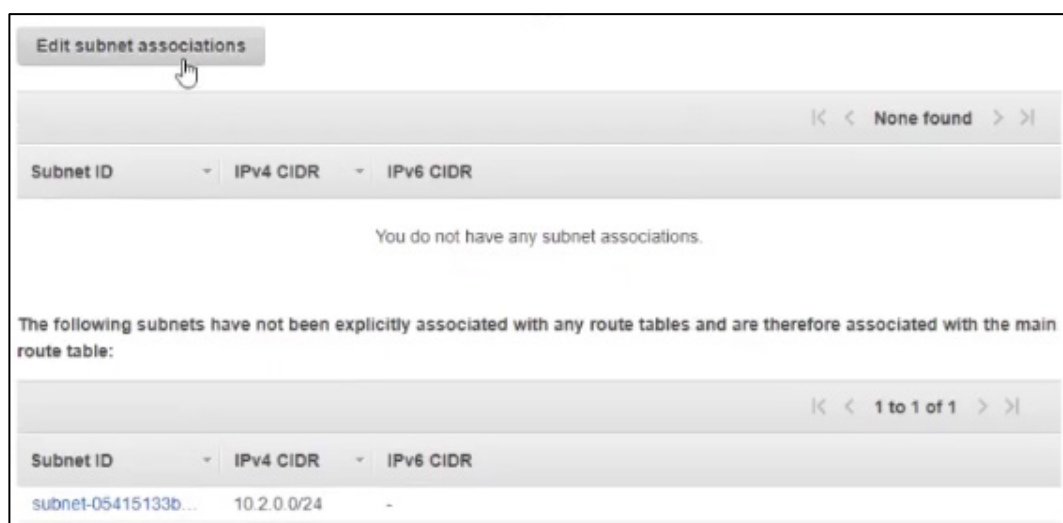 Edit subnet associations
None found
Subnet ID IPv4 CIDR IPv6 CIDR
You do not have any subnet associations.
The following subnets have not been explicitly associated with any route tables and are therefore associated with the main
route table:
1 to 1 of 1
Subnet ID IPv4 CIDR IPv6 CIDR
subnet-05415133b... 10.2.0.0/24 -